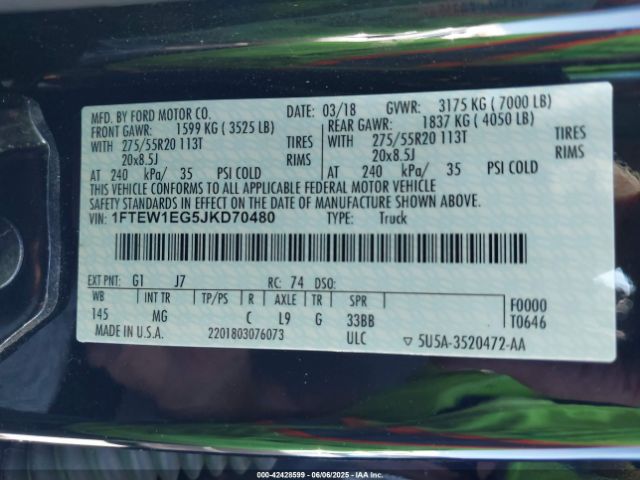 MFD. BY FORD MOTOR CO. DATE: 03/18 GVWR: 3175 KG ( 7000 LB)
FRONT GAWR: 1599 KG ( 3525 LB) REAR GAWR: 1837 KG ( 4050 LB)
WITH 275/55R20 113T TIRES WITH 275/55R20 113T TIRES
20x8.5J RIMS 20x8.5J RIMS
AT 240 kPa/ 35 PSI COLD AT 240 kPa/ 35 PSI COLD
THIS VEHICLE CONFORMS TO ALL APPLICABLE FEDERAL MOTOR VEHICLE
SAFETY STANDARDS IN EFFECT ON THE DATE OF MANUFACTURE SHOWN ABOVE.
VIN: 1FTEW1EG5JKD70480 TYPE: Truck
EXT PNT: G1 J7 RC: 74 DSO:
WB INT TR TP/PS R AXLE TR SPR F0000
145 MG C L9 G 33BB T0646
MADE IN U.S.A. 2201803076073 ULC ▽ 5U5A-3520472-AA
000-42428599 - 06/06/2025 - IAA, Inc.